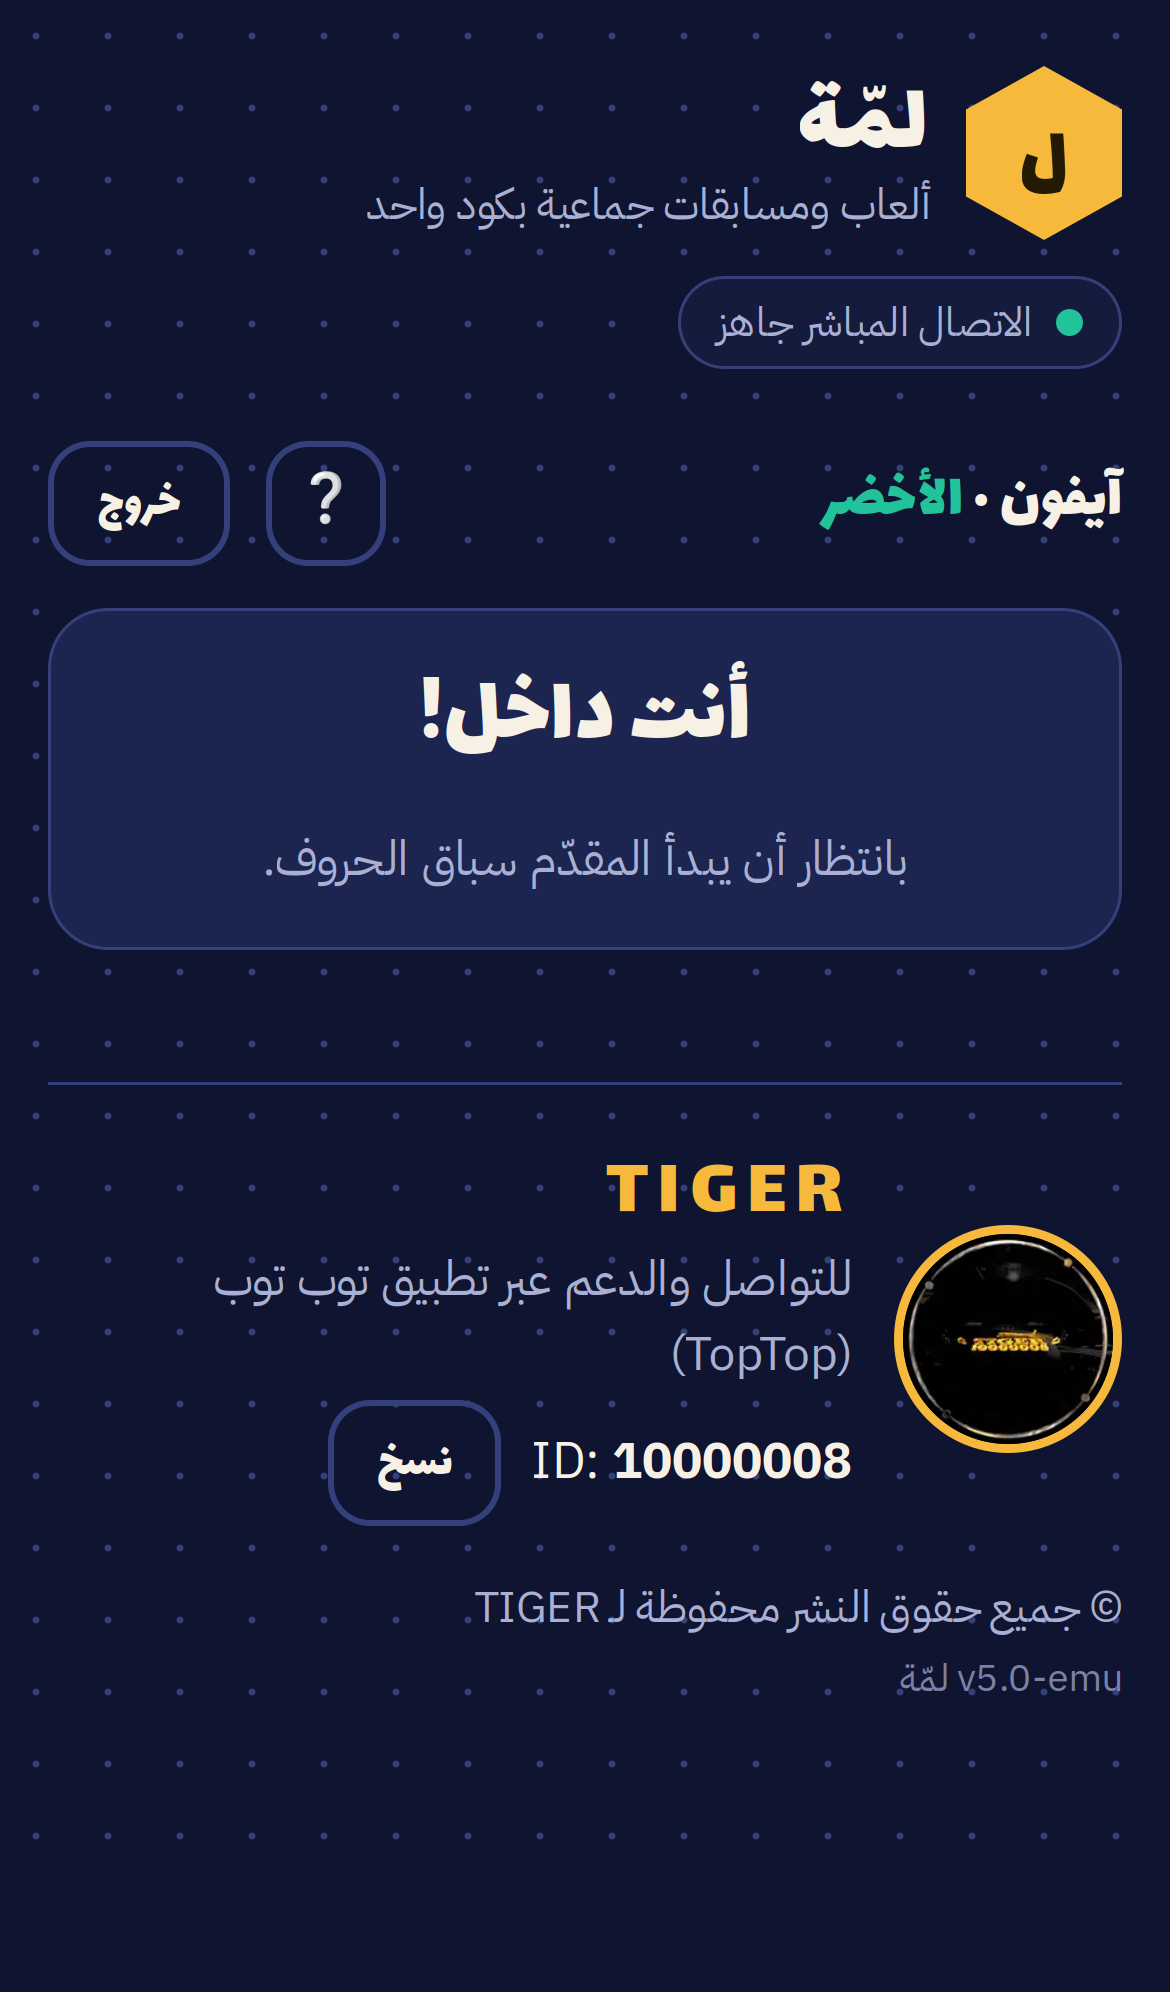 ل
لمّة
ألعاب ومسابقات جماعية بكود واحد
الاتصال المباشر جاهز
آيفون · الأخضر
?
خروج
أنت داخل!
بانتظار أن يبدأ المقدّم سباق الحروف.
TIGER
للتواصل والدعم عبر تطبيق توب توب
(TopTop)
ID: 10000008
نسخ
© جميع حقوق النشر محفوظة لـ TIGER
v5.0-emu لمّة